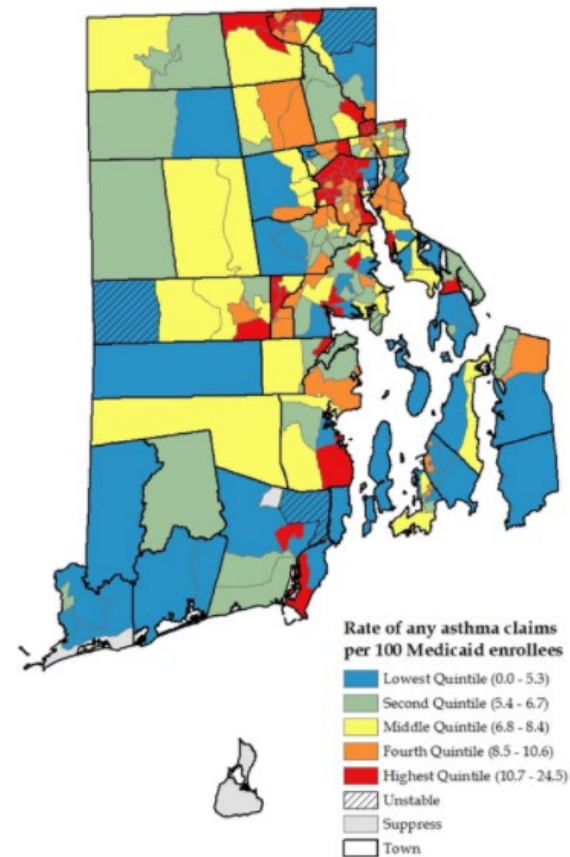 Rate of any asthma claims
per 100 Medicaid enrollees
Lowest Quintile (0.0 - 5.3)
Second Quintile (5.4 - 6.7)
Middle Quintile (6.8 - 8.4)
Fourth Quintile (8.5 - 10.6)
Highest Quintile (10.7 - 24.5)
Unstable
Suppress
Town